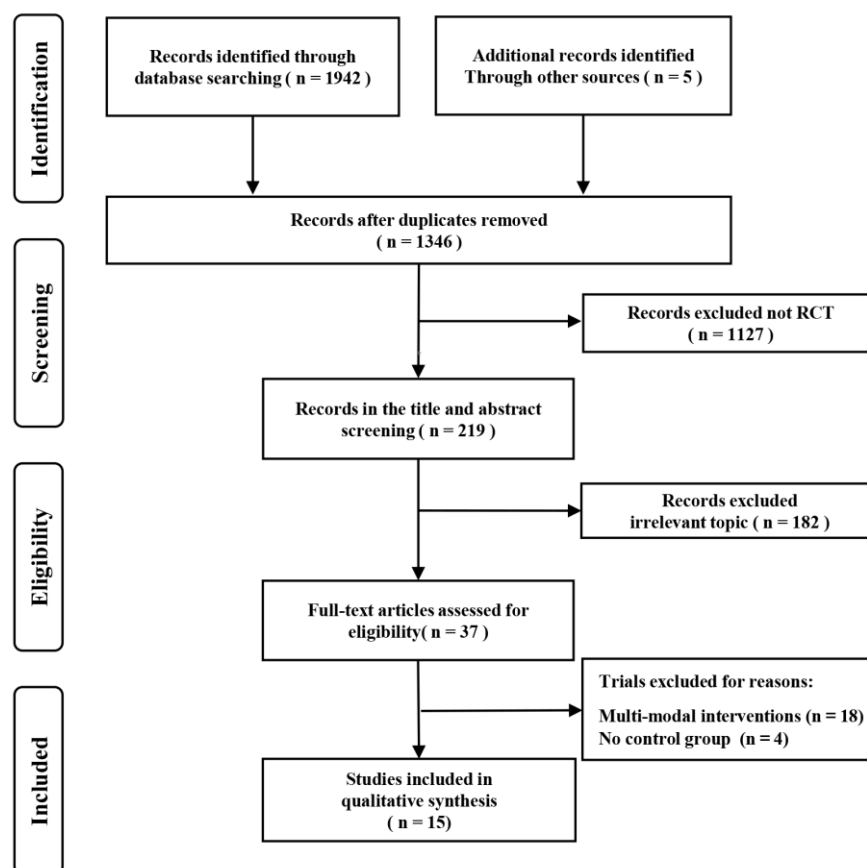 Identification
Records identified through
database searching ( n = 1942 )
Additional records identified
Through other sources ( n = 5 )
Records after duplicates removed
( n = 1346 )
Screening
Records excluded not RCT
( n = 1127 )
Records in the title and abstract
screening ( n = 219 )
Eligibility
Records excluded
irrelevant topic ( n = 182 )
Full-text articles assessed for
eligibility( n = 37 )
Included
Trials excluded for reasons:
Multi-modal interventions (n = 18)
No control group (n = 4)
Studies included in
qualitative synthesis
( n = 15)